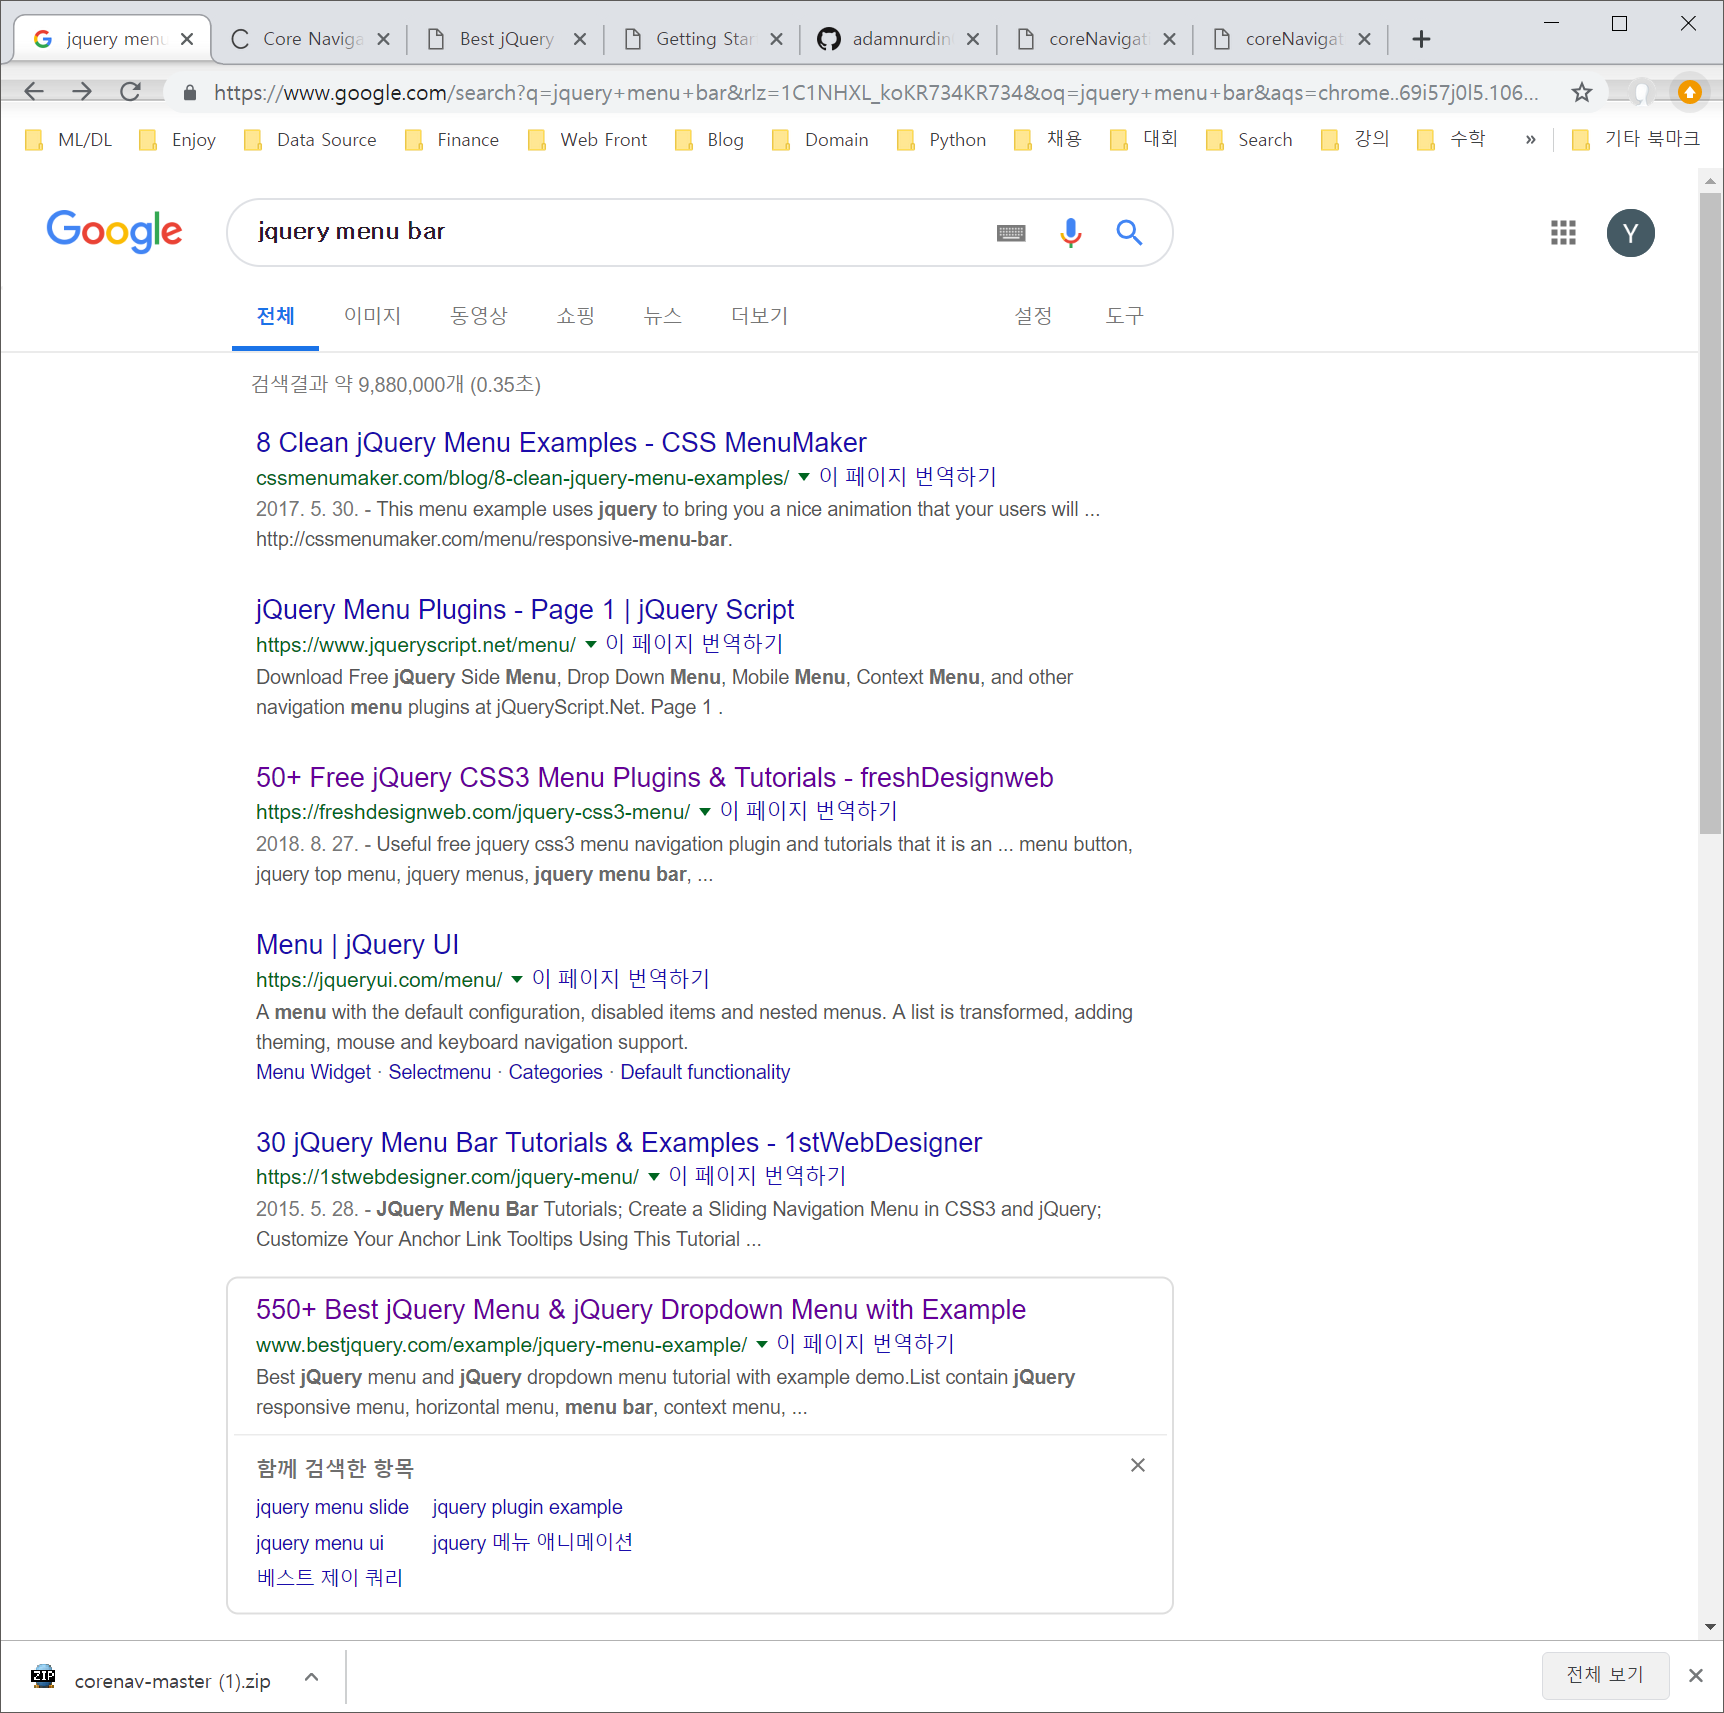 jquery menu
Core Naviga
Best jQuery
Getting Star
adamnurdin
coreNavigat
coreNavigat
https://www.google.com/search?q=jquery+menu+bar&rlz=1C1NHXL_koKR734KR734&oq=jquery+menu+bar&aqs=chrome..69i57j0l5.106...
ML/DL Enjoy Data Source Finance Web Front Blog Domain Python 채용 대회 Search 강의 수학 » 기타 북마크
Google
jquery menu bar
Y
전체 이미지 동영상 쇼핑 뉴스 더보기 설정 도구
검색결과 약 9,880,000개 (0.35초)
8 Clean jQuery Menu Examples - CSS MenuMaker
cssmenumaker.com/blog/8-clean-jquery-menu-examples/ 이 페이지 번역하기
2017. 5. 30. - This menu example uses jquery to bring you a nice animation that your users will ...
http://cssmenumaker.com/menu/responsive-menu-bar.
jQuery Menu Plugins - Page 1 | jQuery Script
https://www.jqueryscript.net/menu/ 이 페이지 번역하기
Download Free jQuery Side Menu, Drop Down Menu, Mobile Menu, Context Menu, and other
navigation menu plugins at jQueryScript.Net. Page 1 .
50+ Free jQuery CSS3 Menu Plugins & Tutorials - freshDesignweb
https://freshdesignweb.com/jquery-css3-menu/ 이 페이지 번역하기
2018. 8. 27. - Useful free jquery css3 menu navigation plugin and tutorials that it is an ... menu button,
jquery top menu, jquery menus, jquery menu bar, ...
Menu | jQuery UI
https://jqueryui.com/menu/ 이 페이지 번역하기
A menu with the default configuration, disabled items and nested menus. A list is transformed, adding
theming, mouse and keyboard navigation support.
Menu Widget · Selectmenu · Categories · Default functionality
30 jQuery Menu Bar Tutorials & Examples - 1stWebDesigner
https://1stwebdesigner.com/jquery-menu/ 이 페이지 번역하기
2015. 5. 28. - JQuery Menu Bar Tutorials; Create a Sliding Navigation Menu in CSS3 and jQuery;
Customize Your Anchor Link Tooltips Using This Tutorial ...
550+ Best jQuery Menu & jQuery Dropdown Menu with Example
www.bestjquery.com/example/jquery-menu-example/ 이 페이지 번역하기
Best jQuery menu and jQuery dropdown menu tutorial with example demo.List contain jQuery
responsive menu, horizontal menu, menu bar, context menu, ...
함께 검색한 항목
jquery menu slide jquery plugin example
jquery menu ui jquery 메뉴 애니메이션
베스트 제이 쿼리
ZIP
corenav-master (1).zip
전체 보기